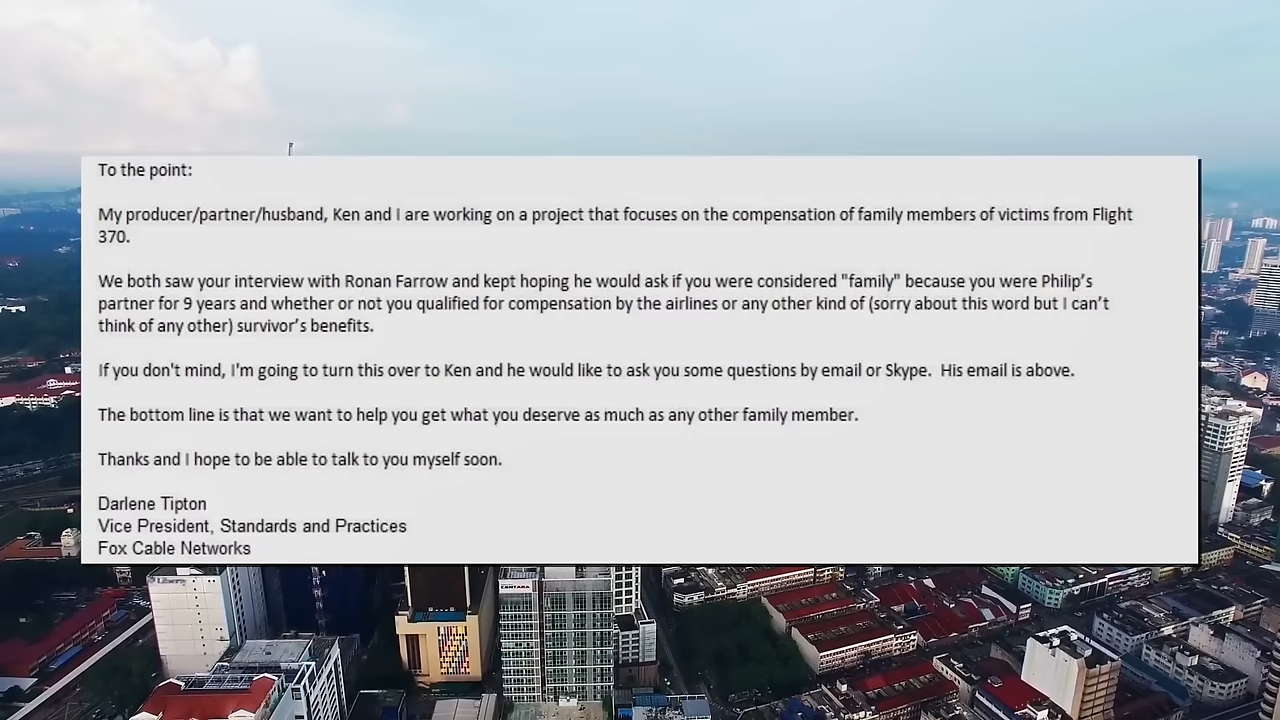 To the point:
My producer/partner/husband, Ken and I are working on a project that focuses on the compensation of family members of victims from Flight
370.
We both saw your interview with Ronan Farrow and kept hoping he would ask if you were considered "family" because you were Philip's
partner for 9 years and whether or not you qualified for compensation by the airlines or any other kind of (sorry about this word but I can't
think of any other) survivor's benefits.
If you don't mind, I'm going to turn this over to Ken and he would like to ask you some questions by email or Skype.  His email is above.
The bottom line is that we want to help you get what you deserve as much as any other family member.
Thanks and I hope to be able to talk to you myself soon.
Darlene Tipton
Vice President, Standards and Practices
Fox Cable Networks